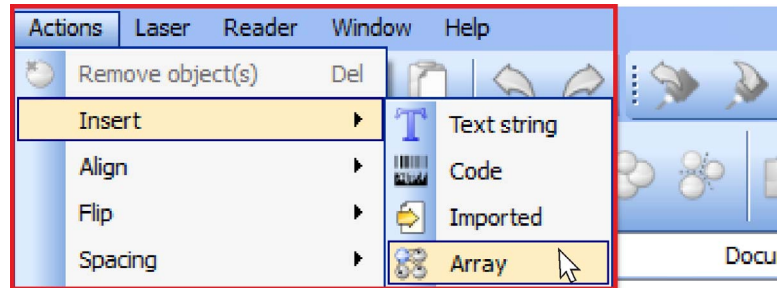 Actions Laser Reader Window Help
Remove object(s) Del
Insert Text string
Align Code
Flip Imported
Spacing Array
Docu